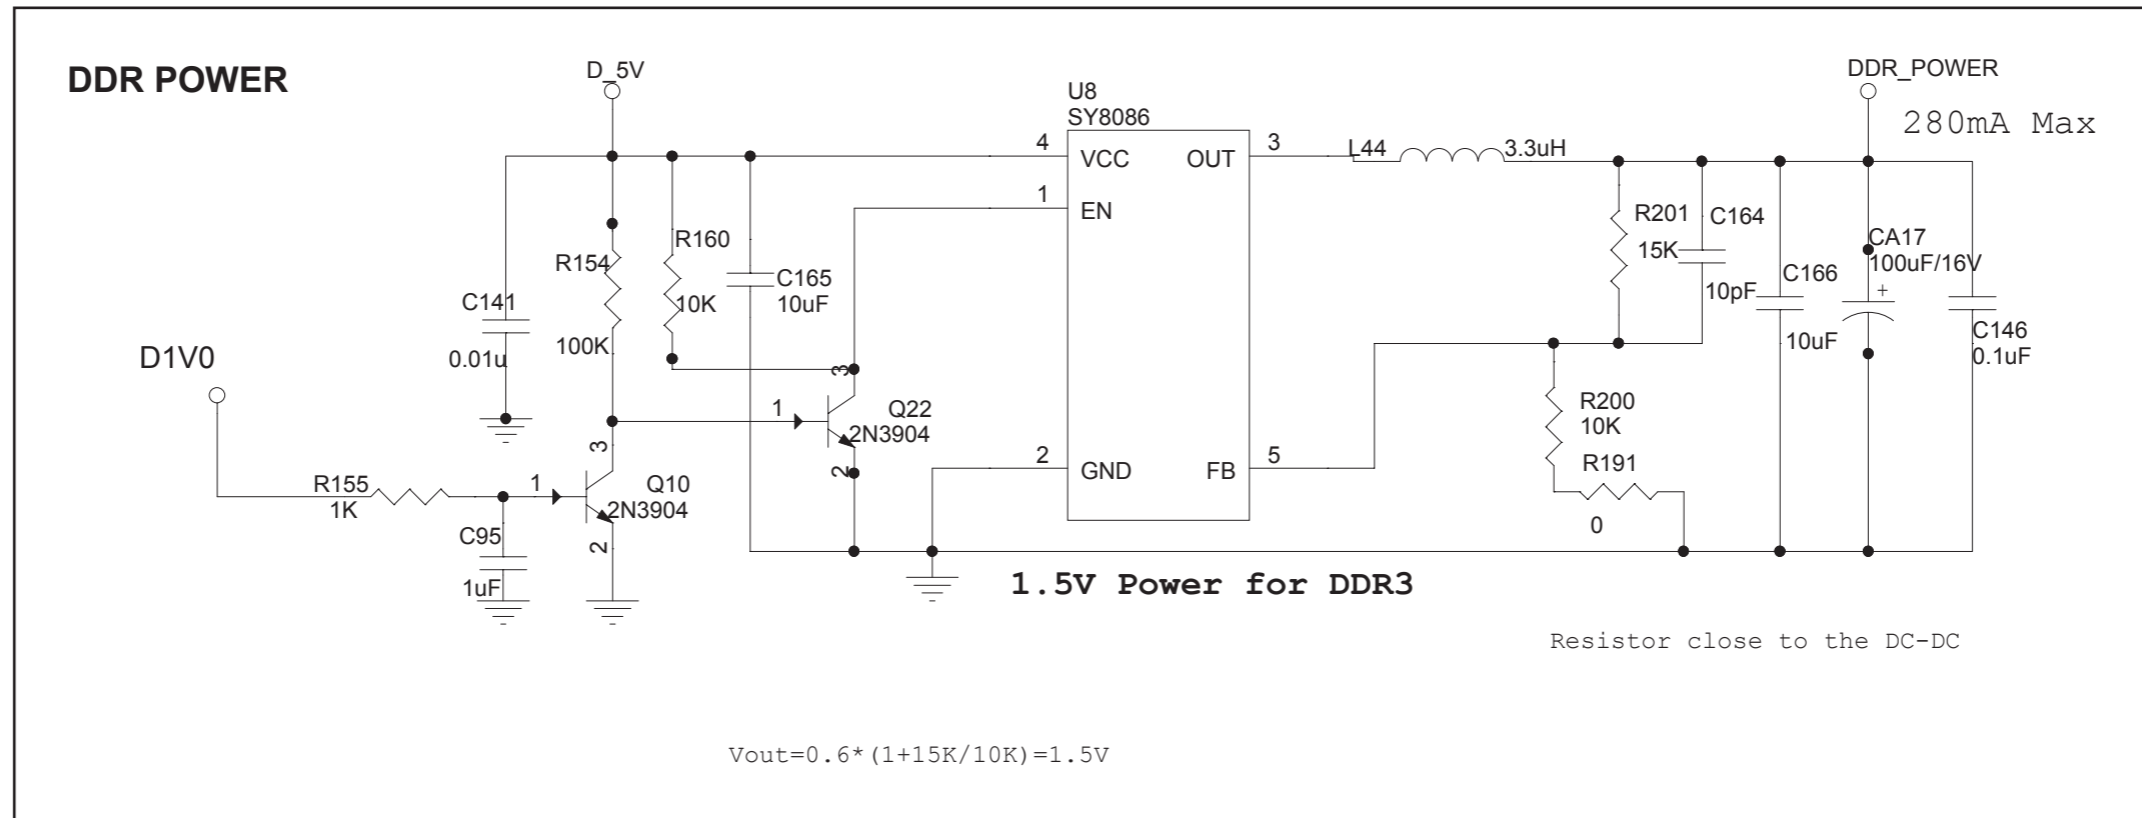 DDR POWER
D_5V
DDR_POWER
280mA Max
U8
SY8086
4
VCC
OUT
3
L44
3.3uH
1
EN
R201
15K
C164
10pF
R160
10K
R154
100K
C165
10uF
CA17
100uF/16V
+
C166
10uF
C141
0.01u
C146
0.1uF
D1V0
3
1
Q22
2N3904
2
R200
10K
3
2
GND
FB
5
R191
0
R155
1K
1
Q10
2N3904
2
C95
1uF
1.5V Power for DDR3
Resistor close to the DC-DC
Vout=0.6*(1+15K/10K)=1.5V